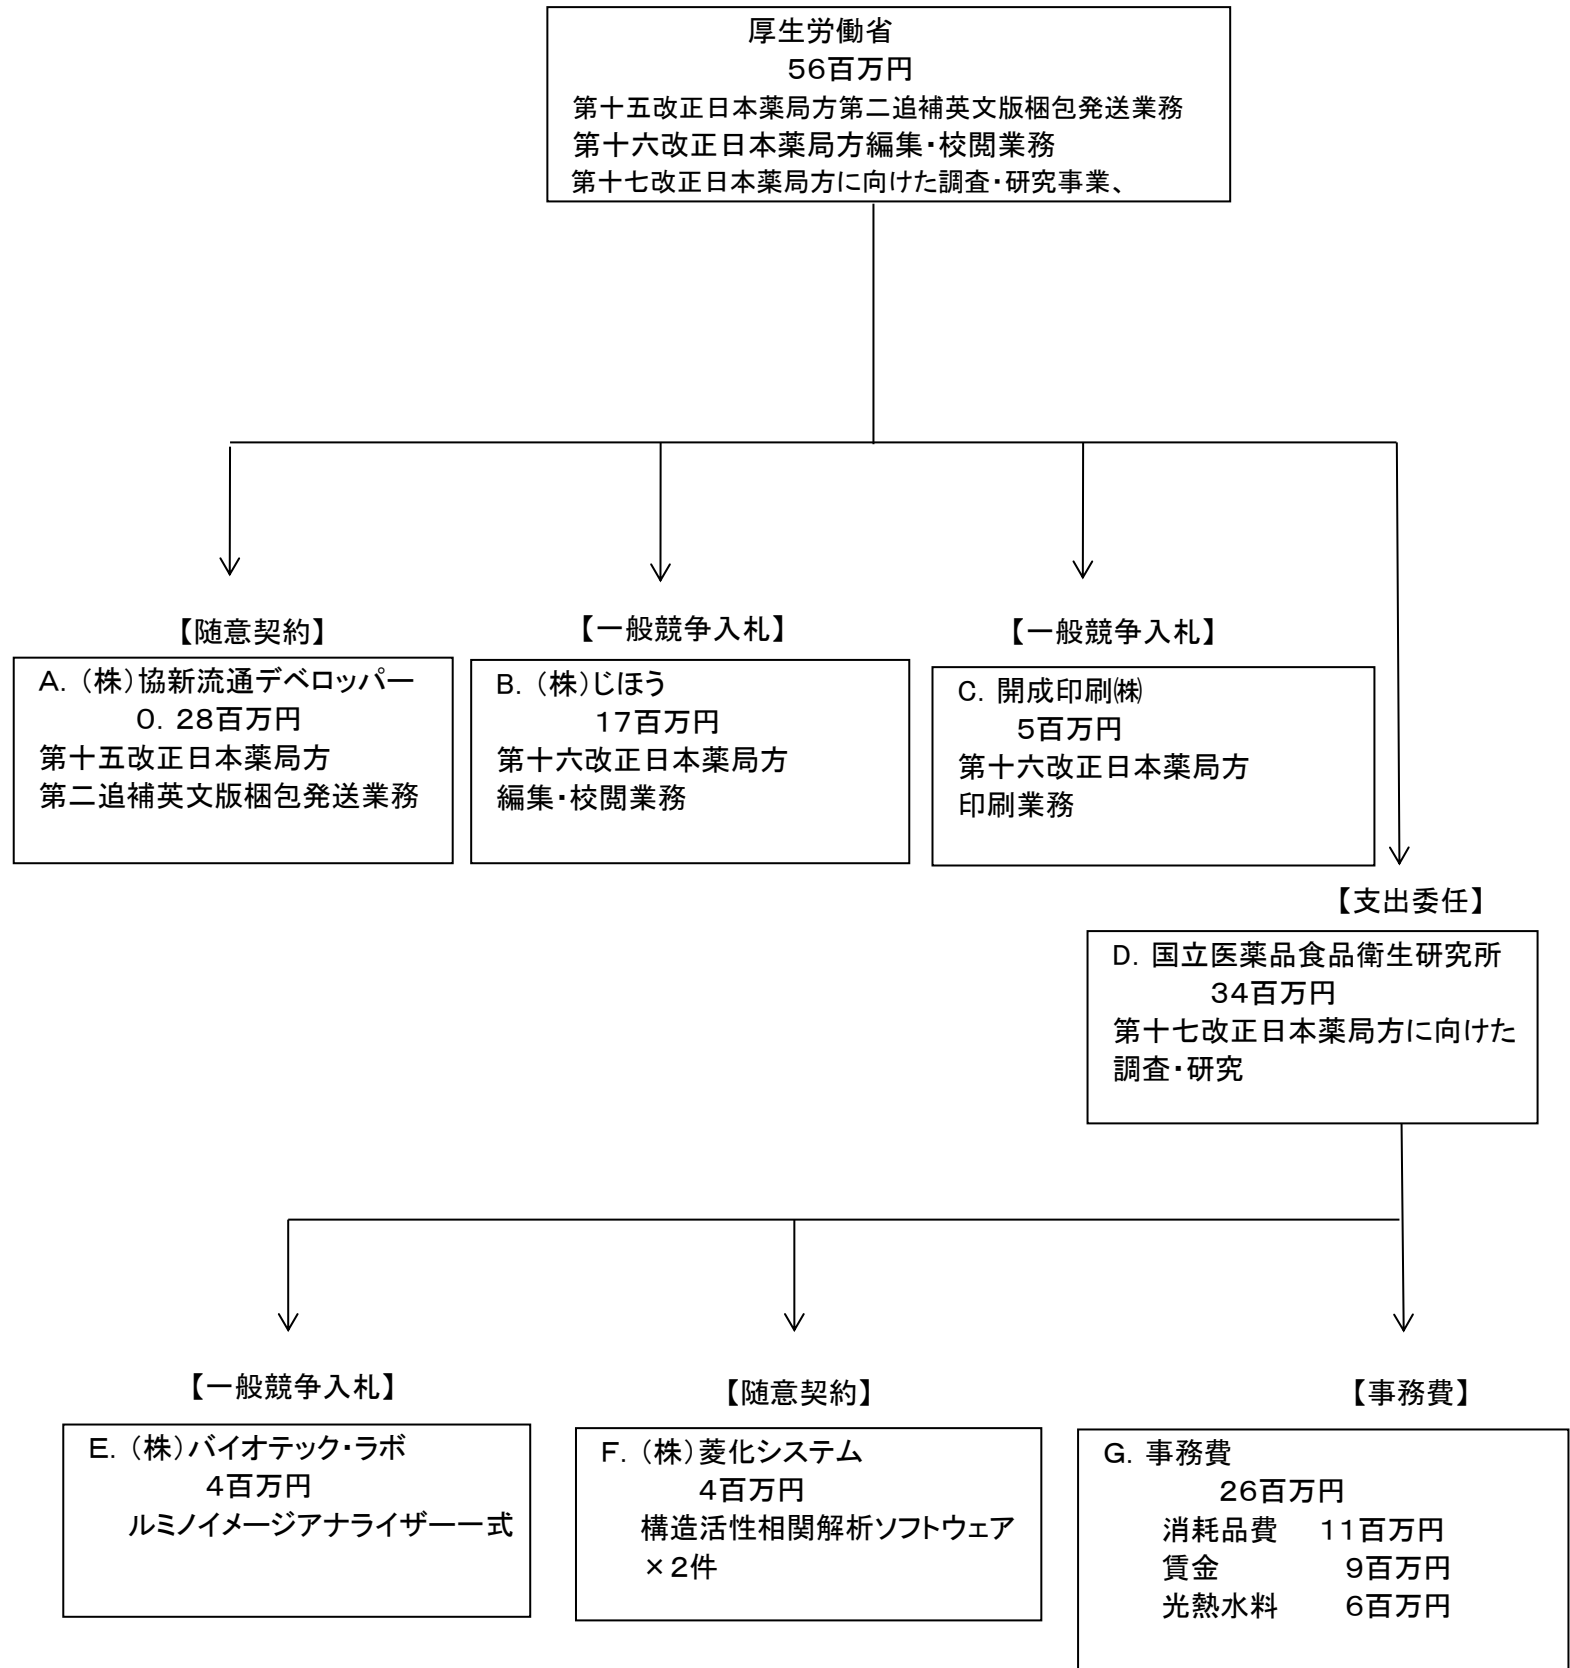 厚生労働省
56百万円
第十五改正日本薬局方第二追補英文版梱包発送業務
第十六改正日本薬局方編集・校閲業務
第十七改正日本薬局方に向けた調査・研究事業、
【随意契約】
A. (株)協新流通デベロッパー
0. 28百万円
第十五改正日本薬局方
第二追補英文版梱包発送業務
【一般競争入札】
B. (株)じほう
17百万円
第十六改正日本薬局方
編集・校閲業務
【一般競争入札】
C. 開成印刷㈱
5百万円
第十六改正日本薬局方
印刷業務
【支出委任】
D. 国立医薬品食品衛生研究所
34百万円
第十七改正日本薬局方に向けた
調査・研究
【一般競争入札】
E. (株)バイオテック・ラボ
4百万円
ルミノイメージアナライザー一式
【随意契約】
F. (株)菱化システム
4百万円
構造活性相関解析ソフトウェア
×2件
【事務費】
G. 事務費
26百万円
消耗品費 11百万円
賃金 9百万円
光熱水料 6百万円